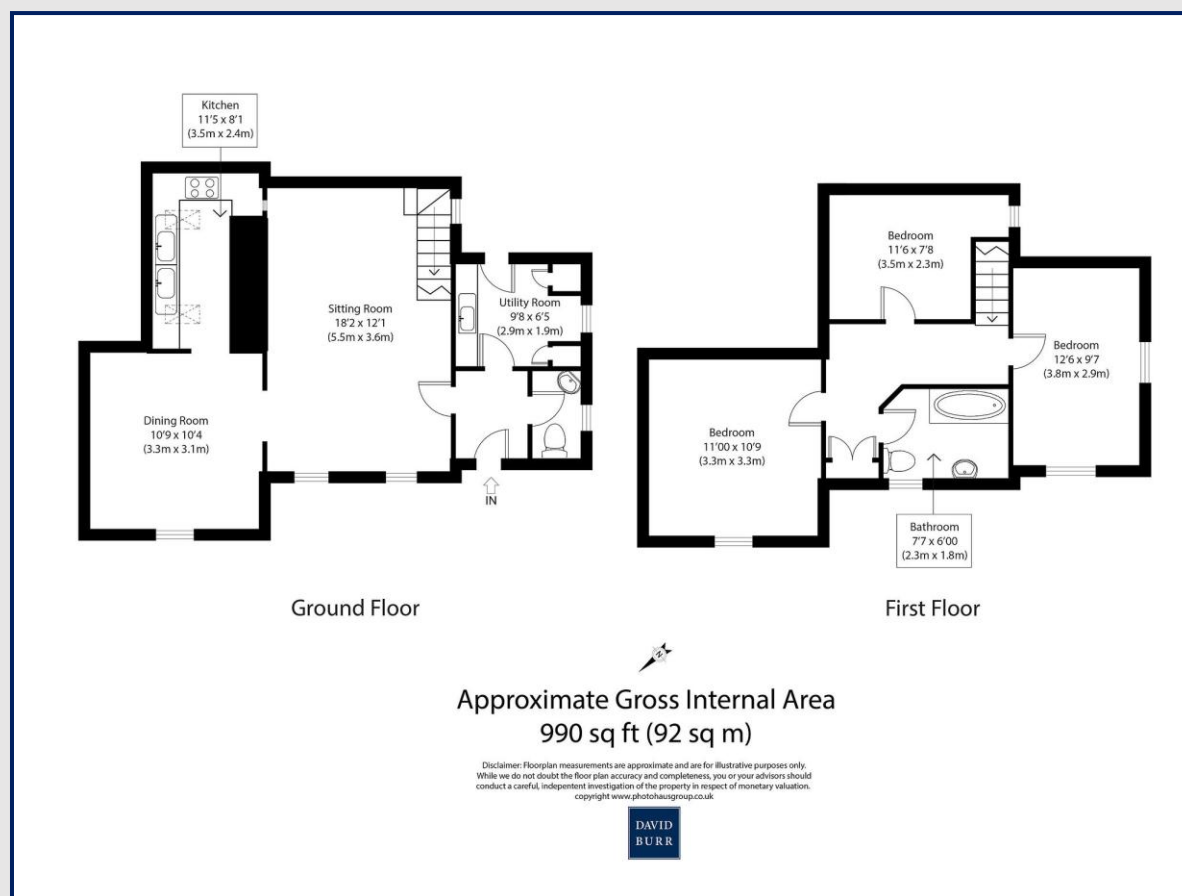 Kitchen
11'5 x 8'1
(3.5m x 2.4m)
Sitting Room
18'2 x 12'1
(5.5m x 3.6m)
Utility Room
9'8 x 6'5
(2.9m x 1.9m)
Dining Room
10'9 x 10'4
(3.3m x 3.1m)
IN
Ground Floor
Bedroom
11'6 x 7'8
(3.5m x 2.3m)
Bedroom
12'6 x 9'7
(3.8m x 2.9m)
Bedroom
11'00 x 10'9
(3.3m x 3.3m)
Bathroom
7'7 x 6'00
(2.3m x 1.8m)
First Floor
N
Approximate Gross Internal Area
990 sq ft (92 sq m)
Disclaimer: Floorplan measurements are approximate and are for illustrative purposes only.
While we do not doubt the floor plan accuracy and completeness, you or your advisors should
conduct a careful, indepentent investigation of the property in respect of monetary valuation.
copyright www.photohausgroup.co.uk
DAVID
BURR